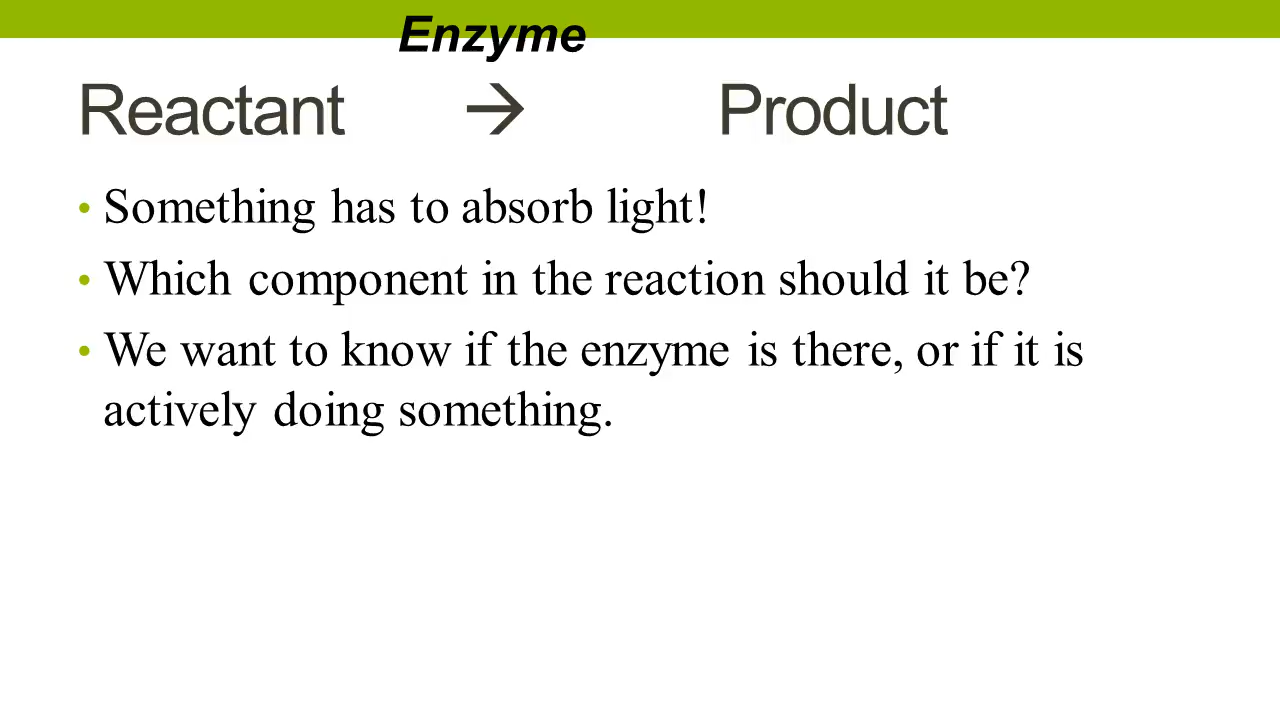 Enzyme
Reactant → Product
• Something has to absorb light!
• Which component in the reaction should it be?
• We want to know if the enzyme is there, or if it is
actively doing something.